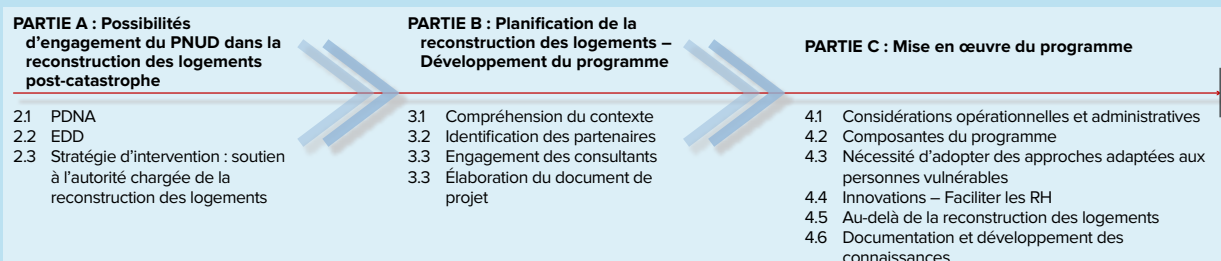 PARTIE A : Possibilités
d'engagement du PNUD dans la
reconstruction des logements
post-catastrophe
2.1 PDNA
2.2 EDD
2.3 Stratégie d'intervention : soutien
à l'autorité chargée de la
reconstruction des logements
PARTIE B : Planification de la
reconstruction des logements –
Développement du programme
3.1 Compréhension du contexte
3.2 Identification des partenaires
3.3 Engagement des consultants
3.3 Élaboration du document de
projet
PARTIE C : Mise en œuvre du programme
4.1 Considérations opérationnelles et administratives
4.2 Composantes du programme
4.3 Nécessité d'adopter des approches adaptées aux
personnes vulnérables
4.4 Innovations – Faciliter les RH
4.5 Au-delà de la reconstruction des logements
4.6 Documentation et développement des
connaissances